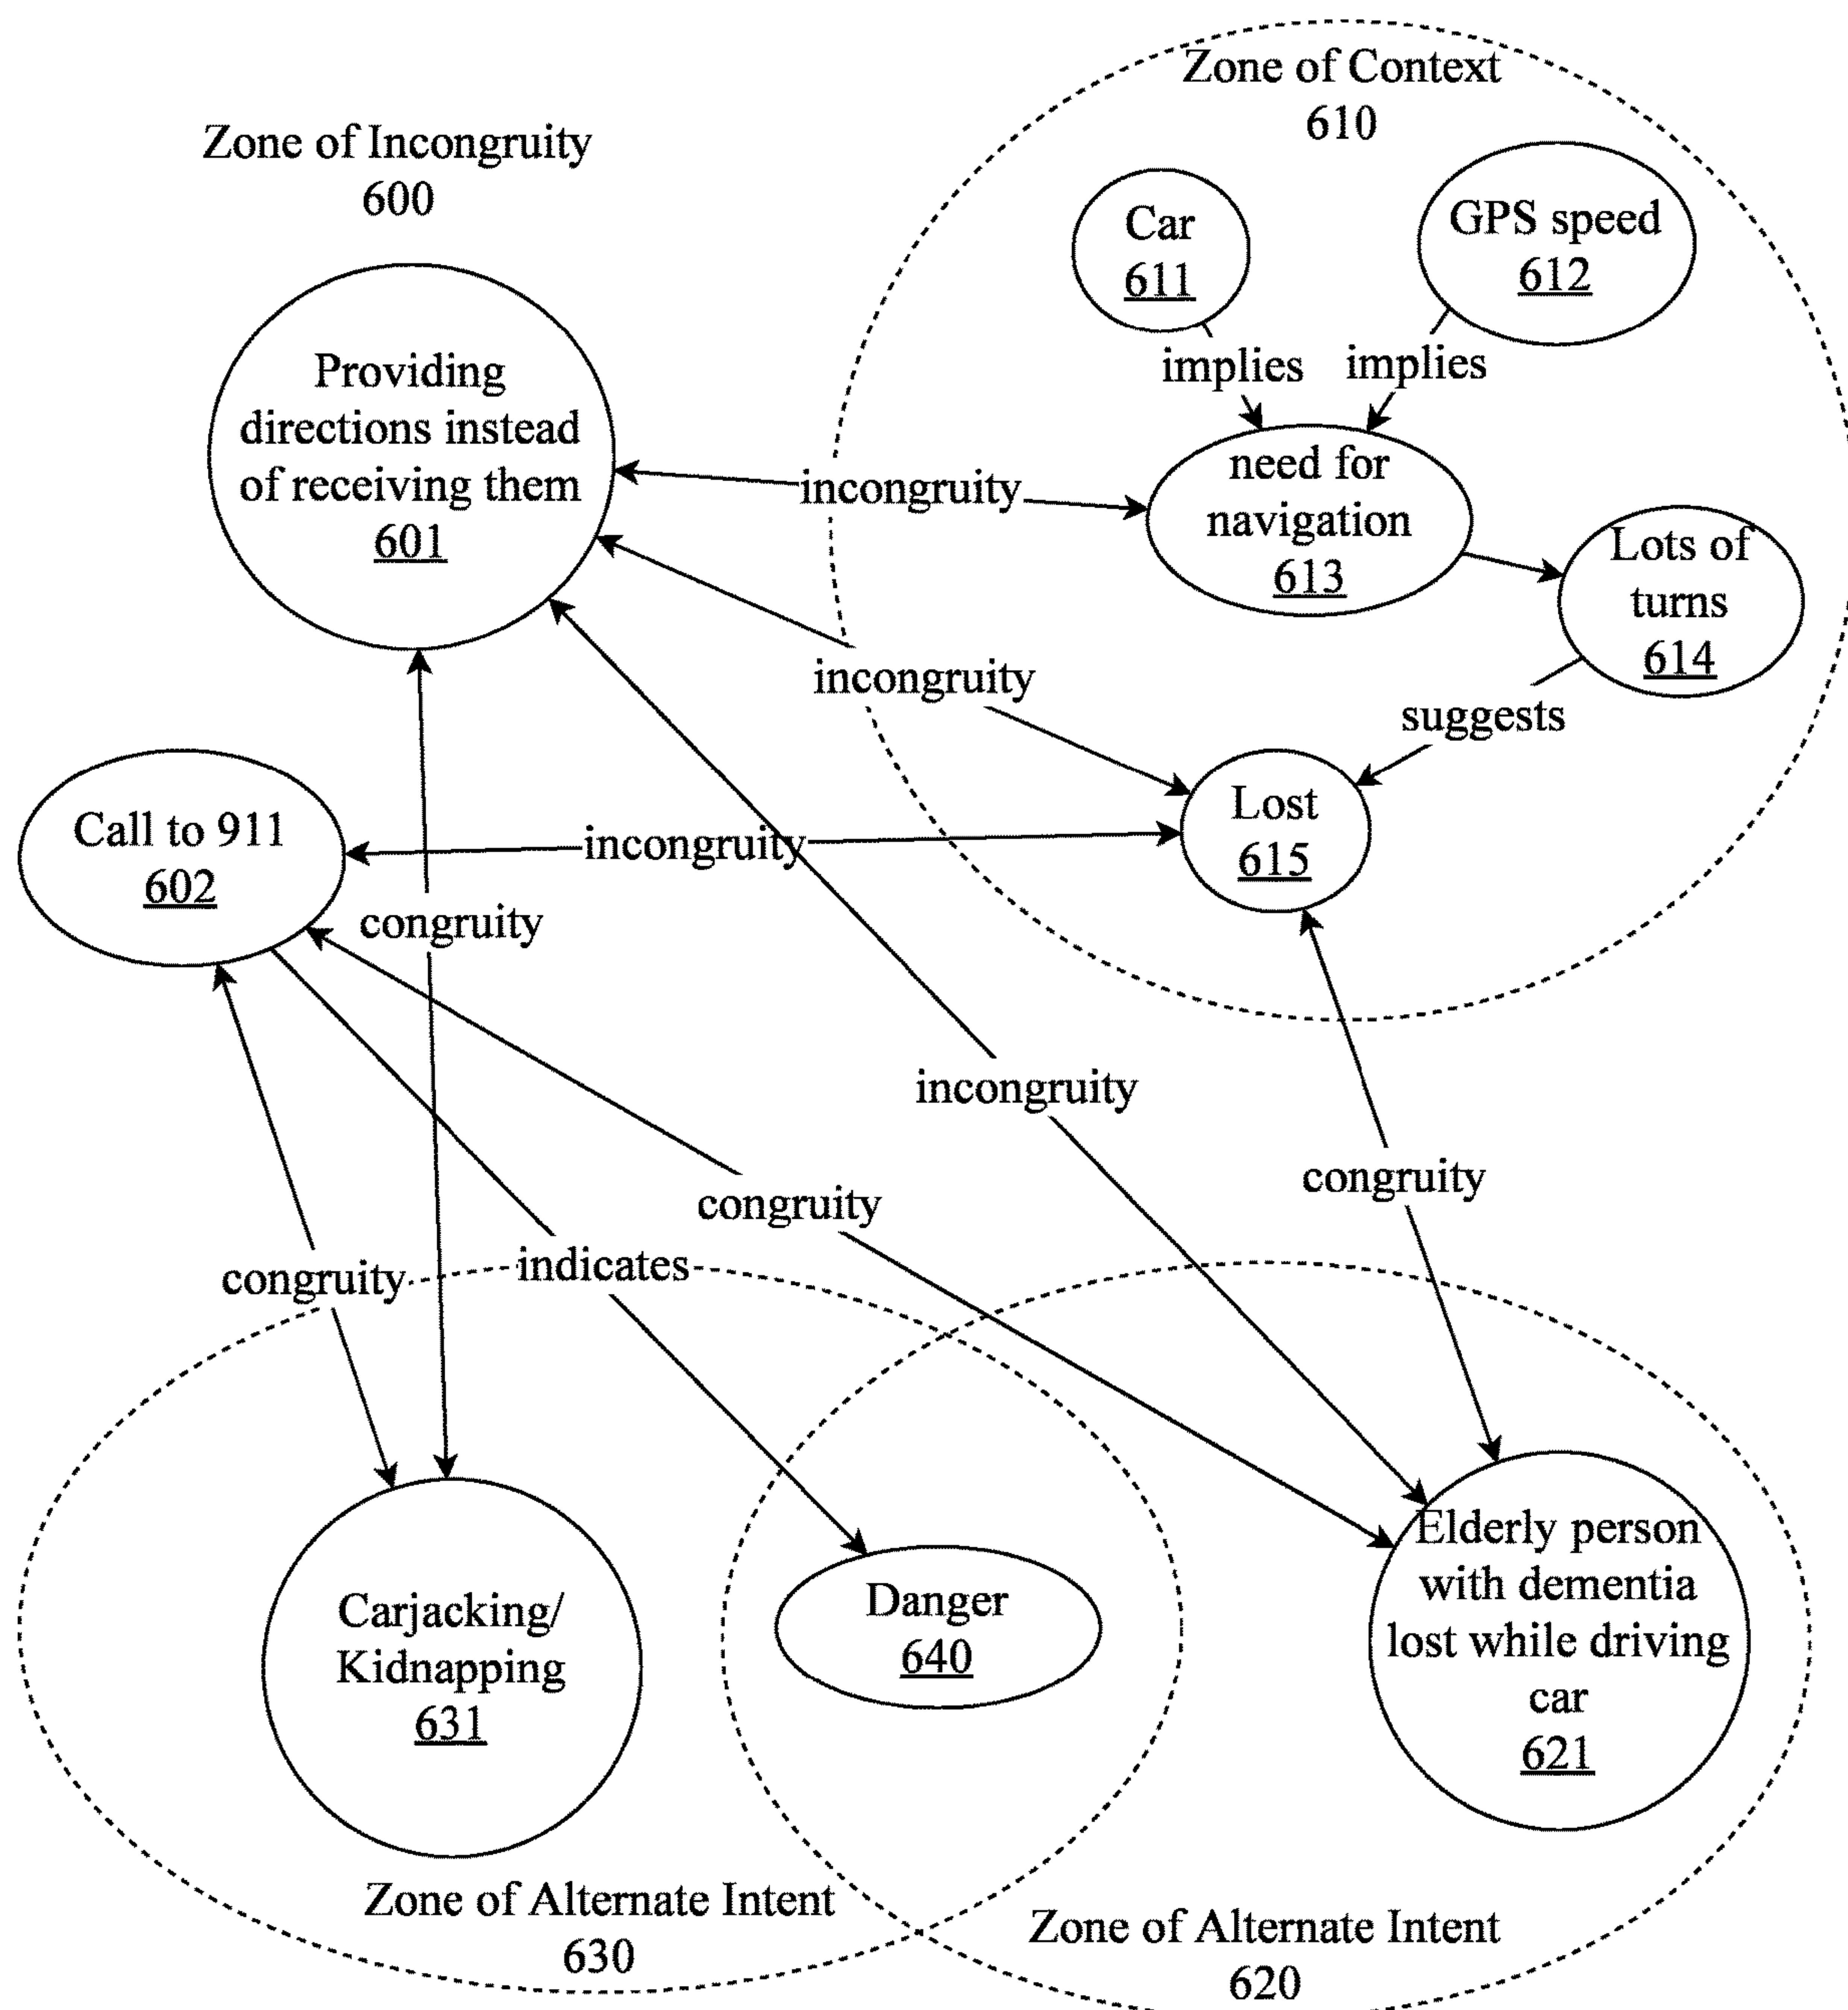 Zone of Context
610
Zone of Incongruity
600
Car
611
GPS speed
612
implies
implies
Providing
directions instead
of receiving them
601
incongruity
need for
navigation
613
Lots of
turns
614
incongruity
suggests
Lost
615
Call to 911
602
incongruity
congruity
incongruity
congruity
congruity
congruity
indicates
Elderly person
with dementia
lost while driving
car
621
Carjacking/
Kidnapping
631
Danger
640
Zone of Alternate Intent
630
Zone of Alternate Intent
620